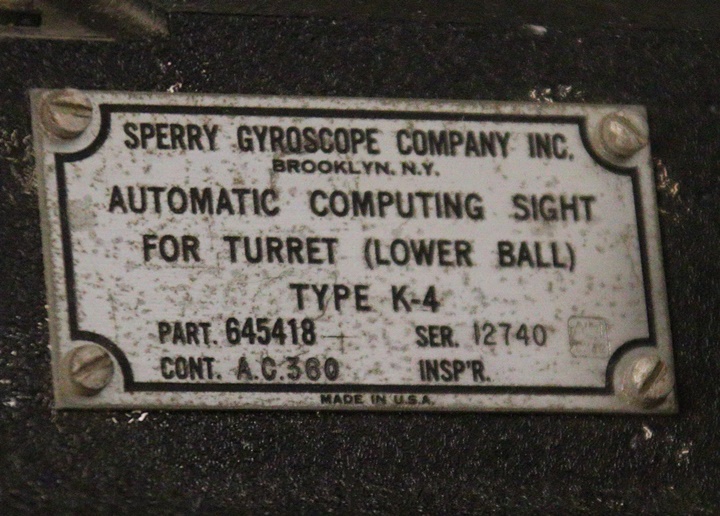 SPERRY GYROSCOPE COMPANY INC.
BROOKLYN. N.Y.
AUTOMATIC COMPUTING SIGHT
FOR TURRET (LOWER BALL)
TYPE K-4
PART. 645418 SER. 12740
CONT. A.C.360 INSP'R.
MADE IN U.S.A.